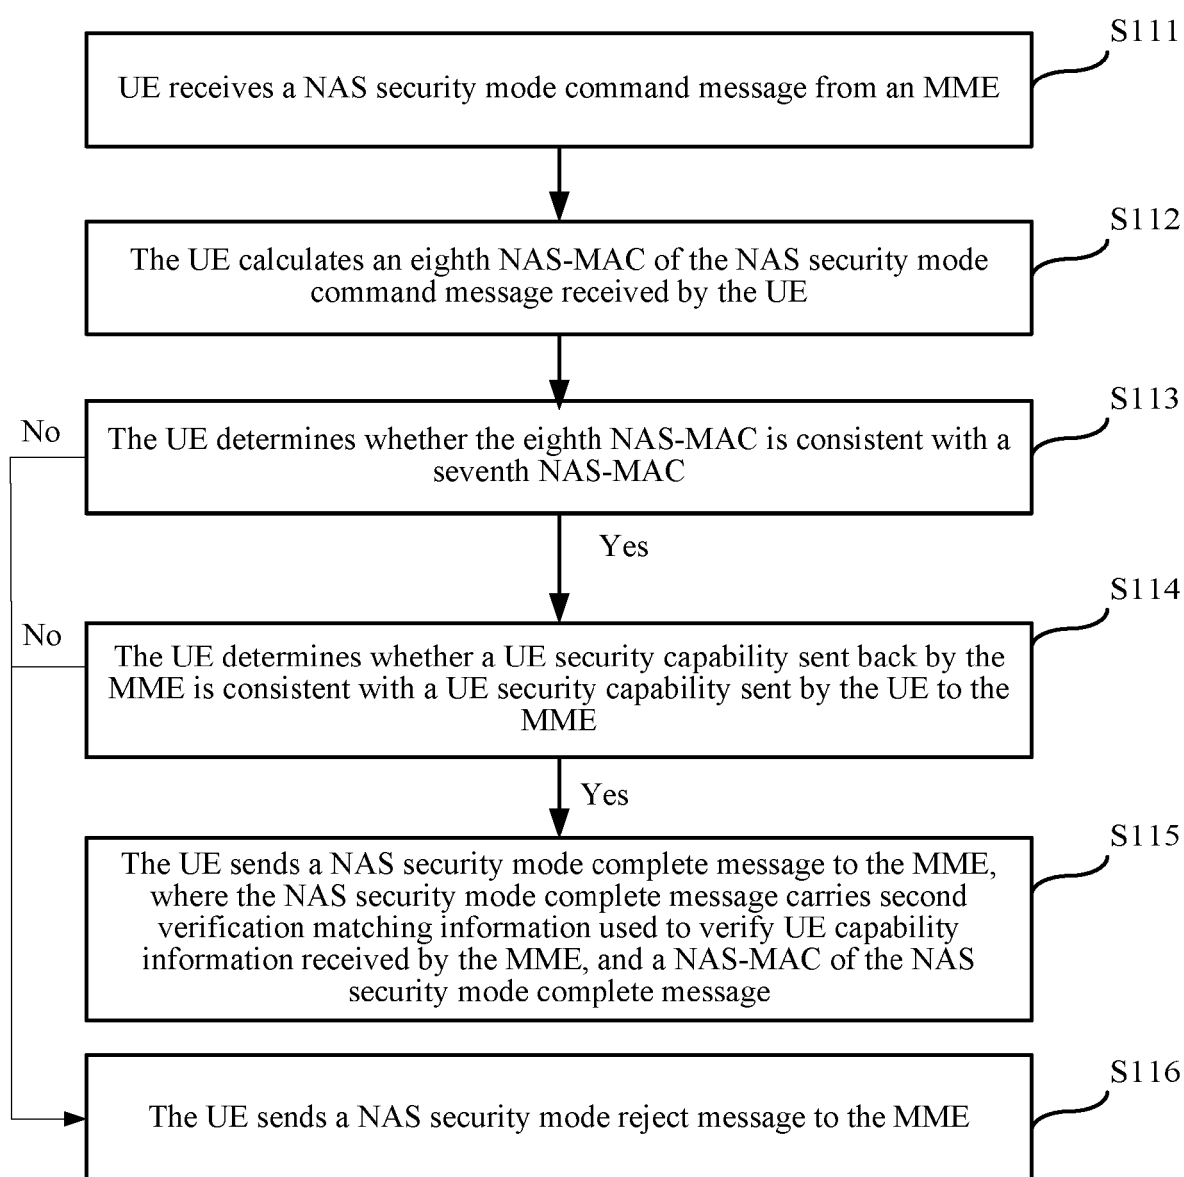 S111
UE receives a NAS security mode command message from an MME
S112
The UE calculates an eighth NAS-MAC of the NAS security mode
command message received by the UE
S113
No
The UE determines whether the eighth NAS-MAC is consistent with a
seventh NAS-MAC
Yes
S114
No
The UE determines whether a UE security capability sent back by the
MME is consistent with a UE security capability sent by the UE to the
MME
Yes
S115
The UE sends a NAS security mode complete message to the MME,
where the NAS security mode complete message carries second
verification matching information used to verify UE capability
information received by the MME, and a NAS-MAC of the NAS
security mode complete message
S116
The UE sends a NAS security mode reject message to the MME